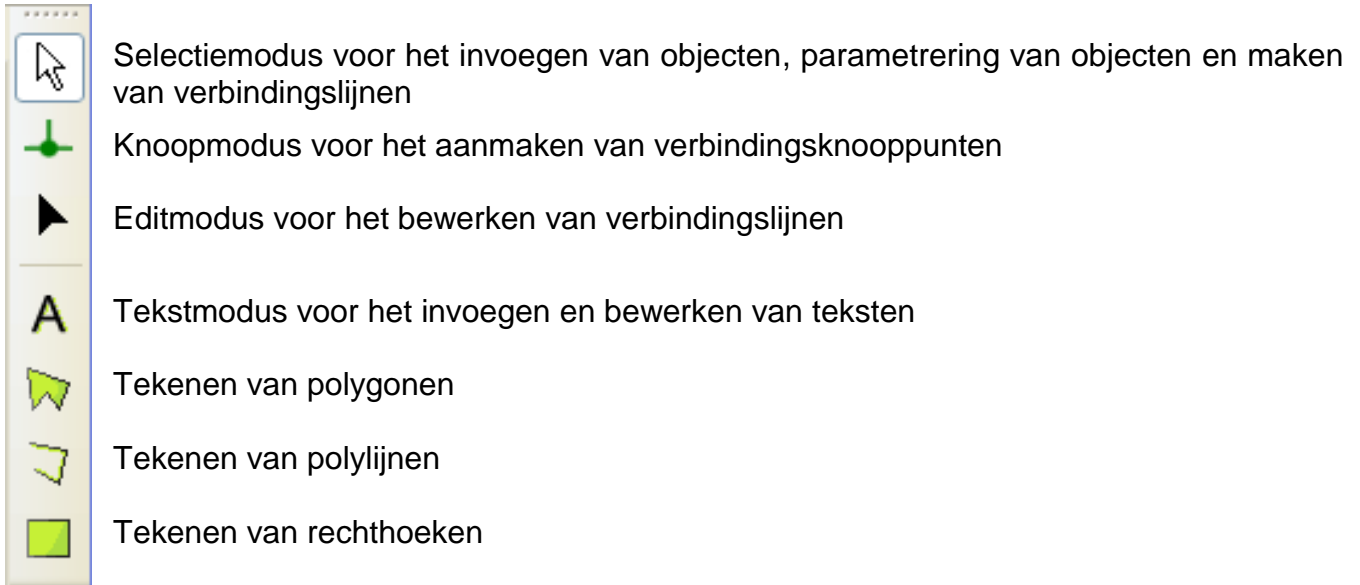 Selectiemodus voor het invoegen van objecten, parametrering van objecten en maken
van verbindingslijnen
Knoopmodus voor het aanmaken van verbindingsknooppunten
Editmodus voor het bewerken van verbindingslijnen
A Tekstmodus voor het invoegen en bewerken van teksten
Tekenen van polygonen
Tekenen van polylijnen
Tekenen van rechthoeken